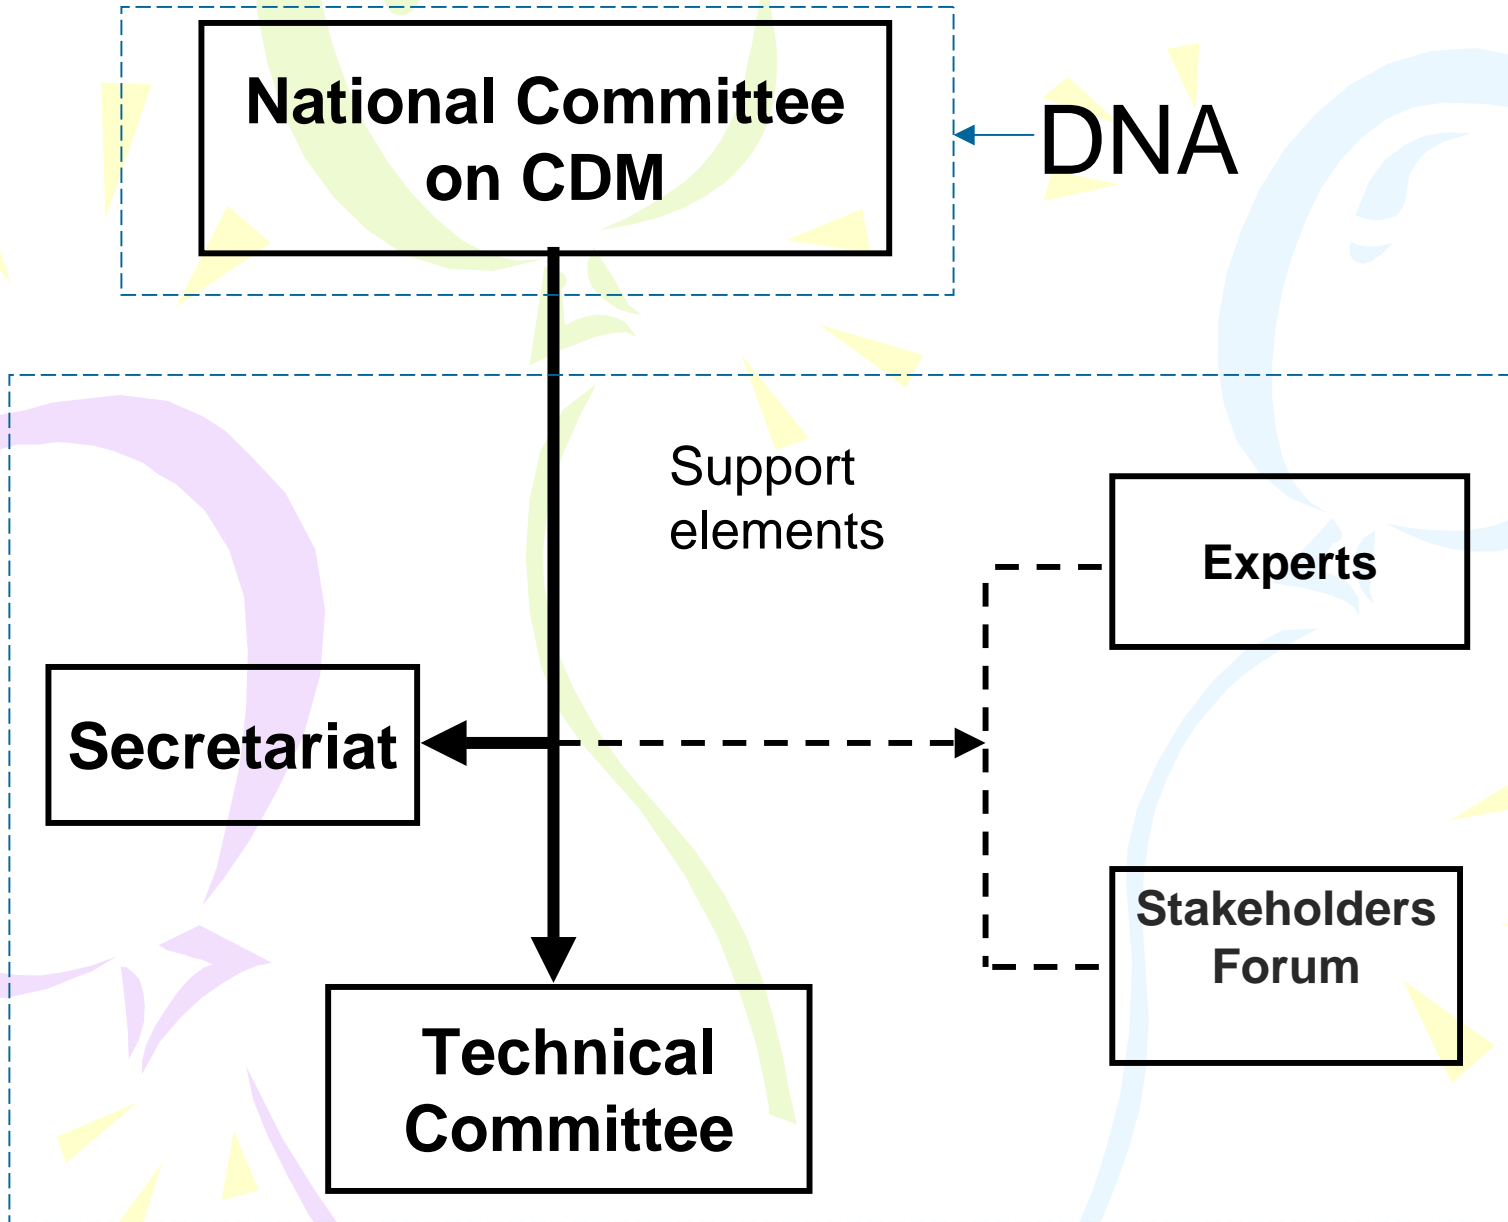 National Committee
on CDM
DNA
Support
elements
Experts
Secretariat
Stakeholders
Forum
Technical
Committee